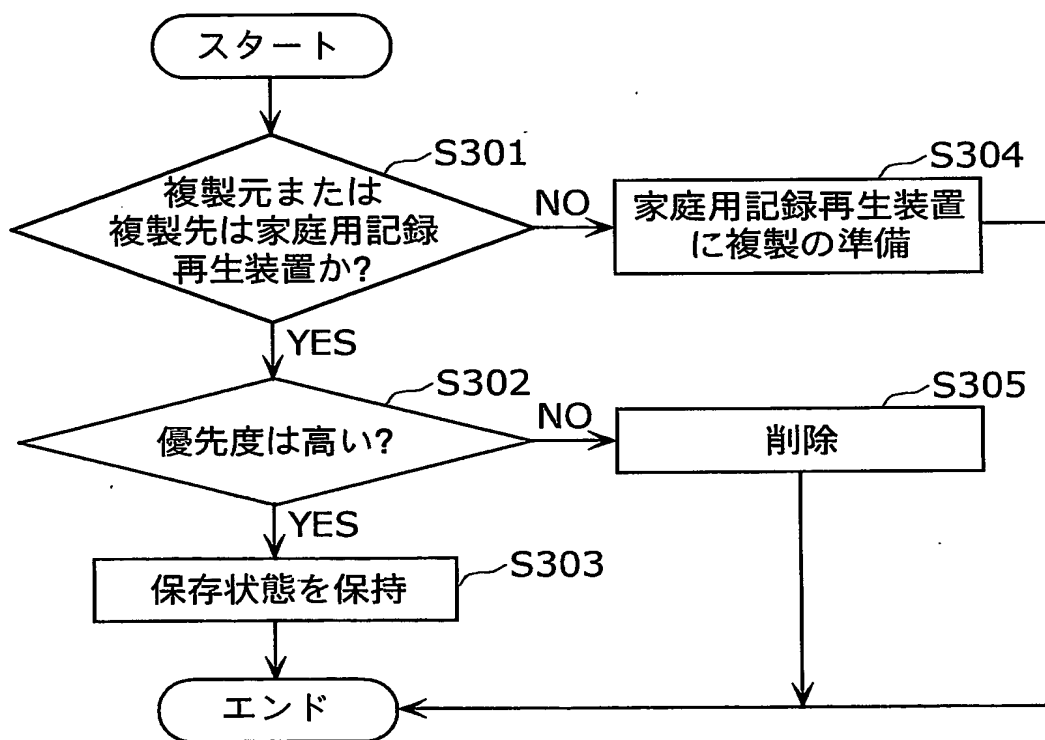 スタート
S301
複製元または
複製先は家庭用記録
再生装置か?
NO
S304
家庭用記録再生装置
に複製の準備
YES
S302
優先度は高い?
NO
S305
削除
YES
S303
保存状態を保持
エンド